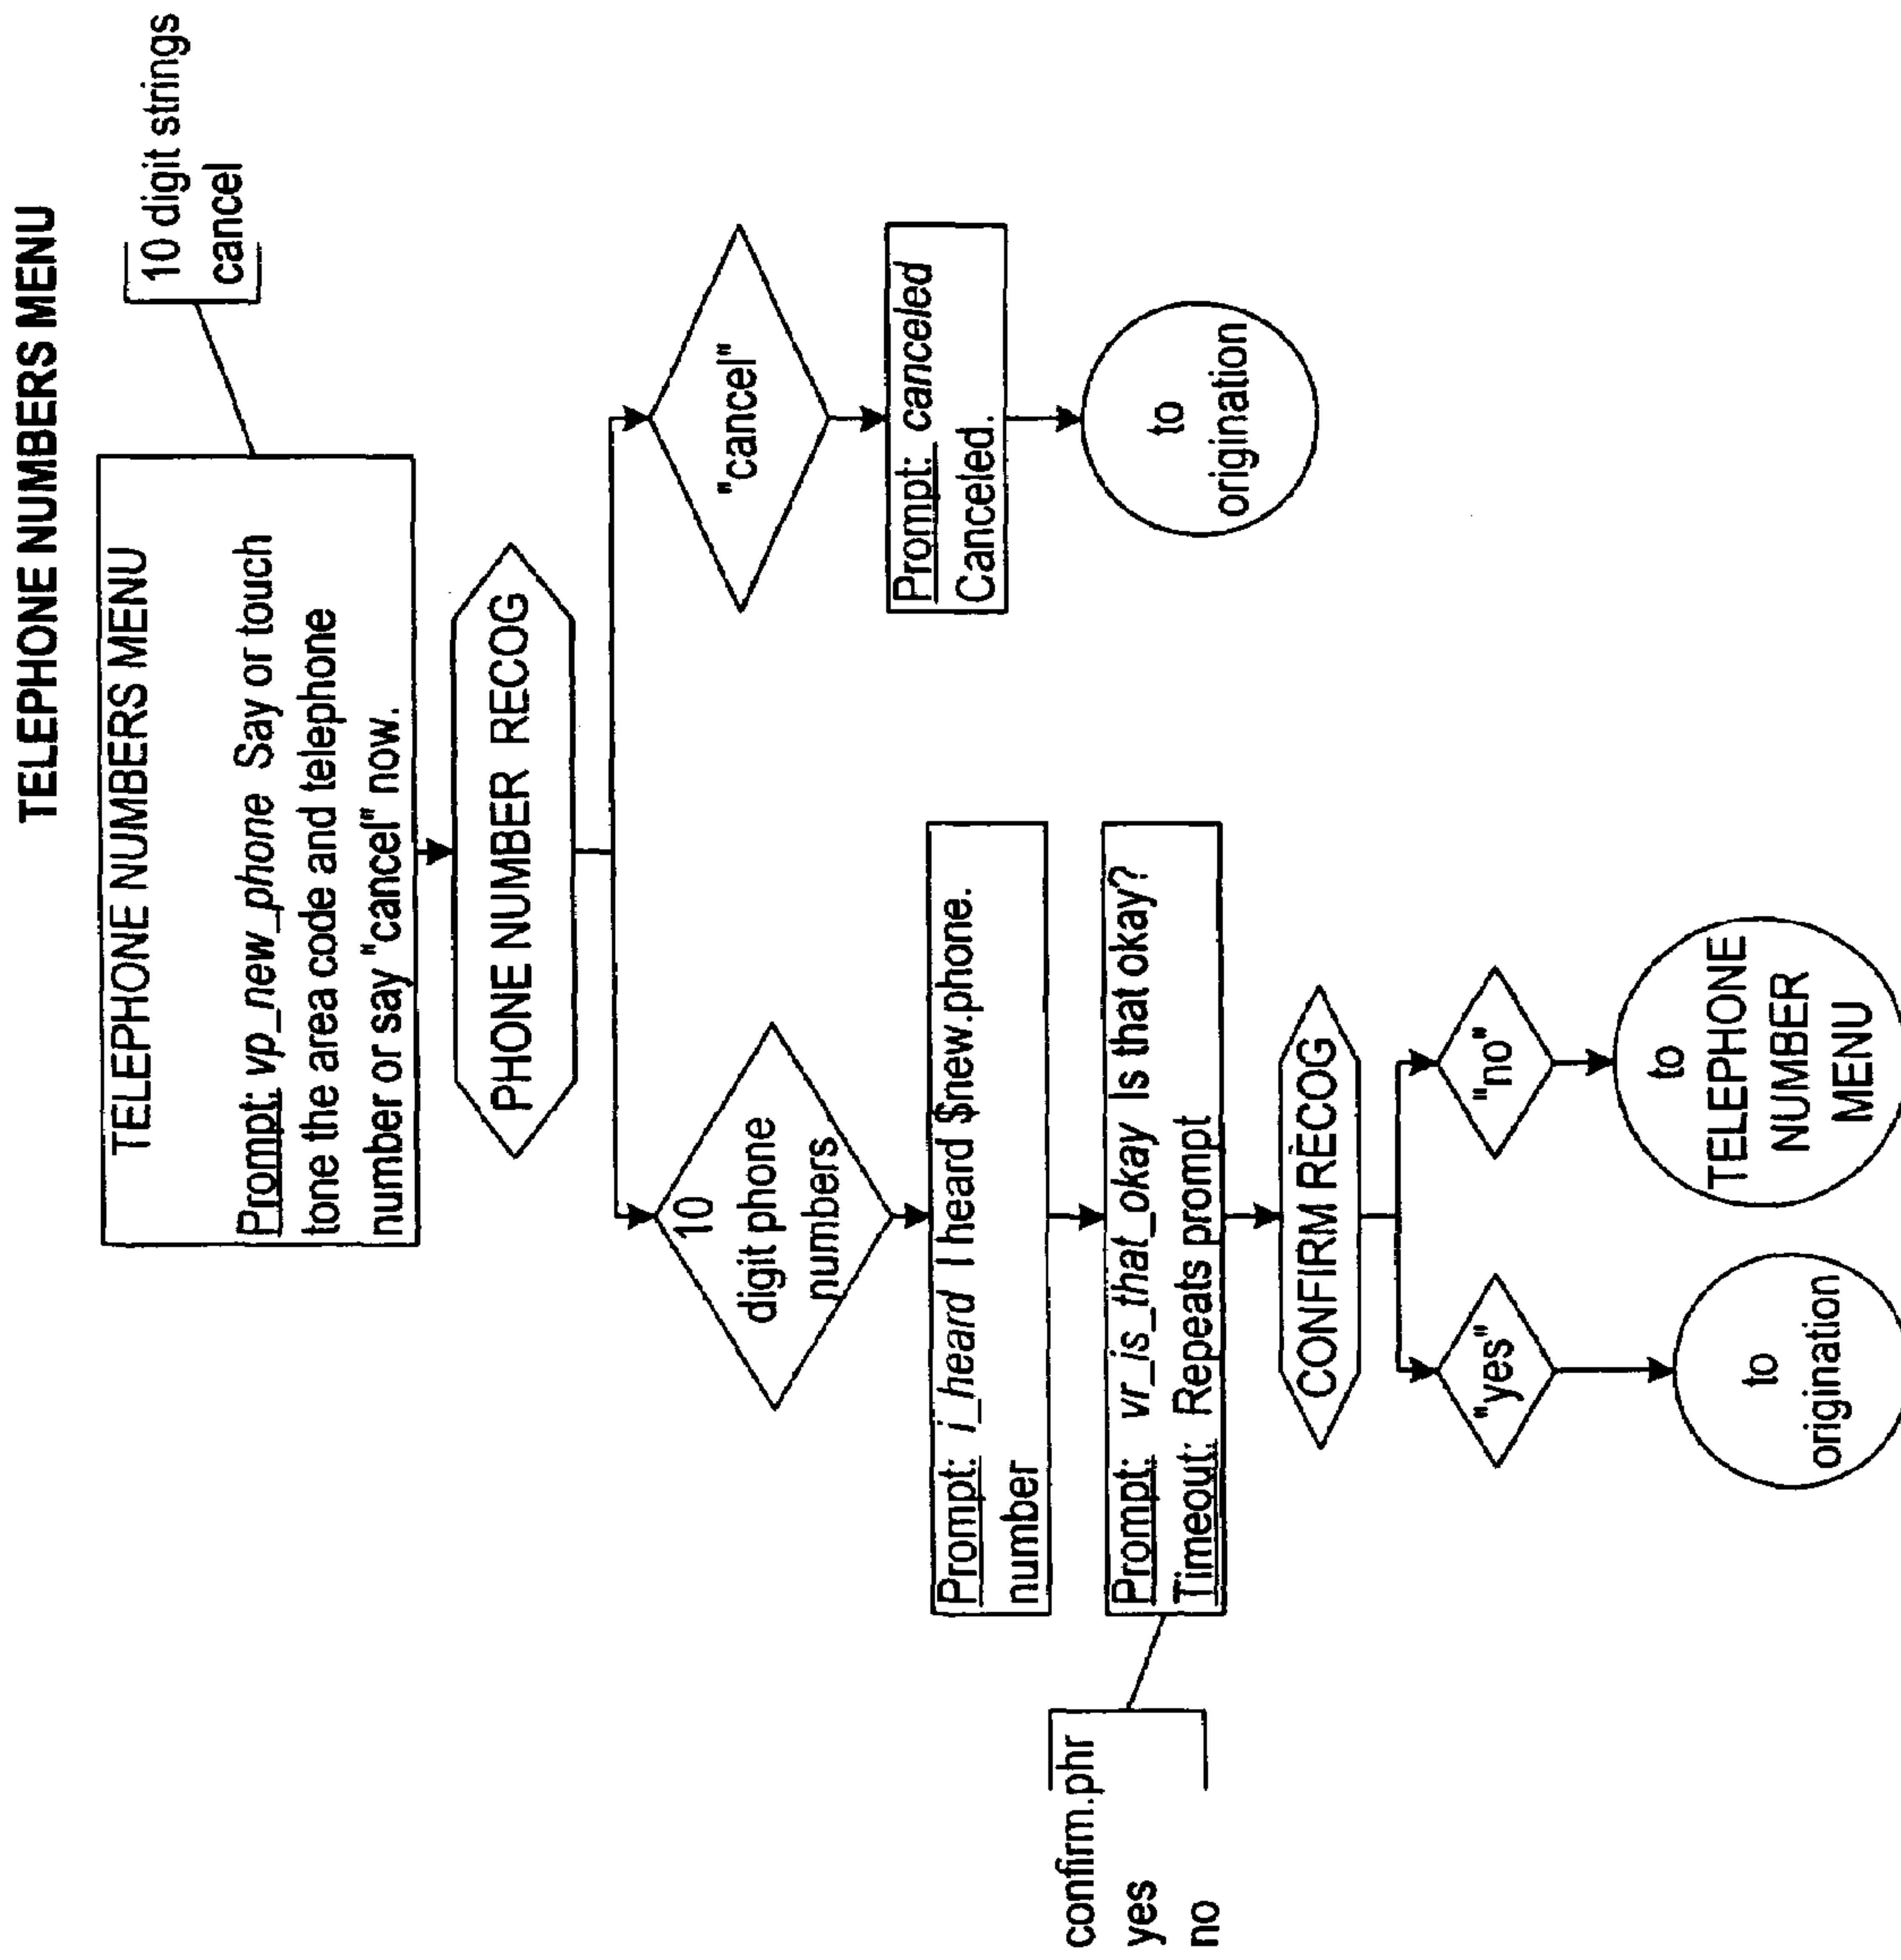 TELEPHONE NUMBERS MENU
10 digit strings
cancel
TELEPHONE NUMBERS MENU
Prompt: vp_new_phone Say or touch
tone the area code and telephone
number or say "cancel" now.
PHONE NUMBER RECOG
10
digit phone
numbers
"cancel"
Prompt: canceled
Canceled.
to
origination
Prompt: i_heard I heard $new.phone.
number
confirm.phr
yes
no
Prompt: vr_is_that_okay Is that okay?
Timeout: Repeats prompt
CONFIRM RECOG
"yes"
"no"
to
origination
to
TELEPHONE
NUMBER
MENU